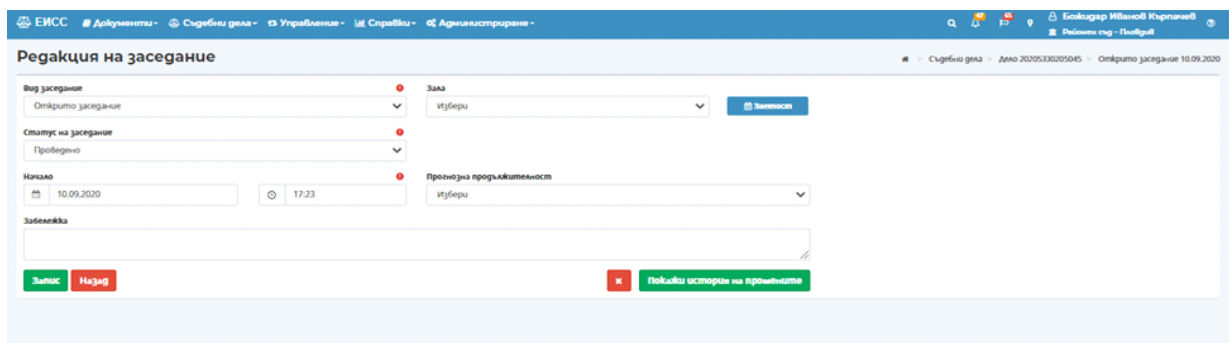 ЕИСС Документи Съдебни дела Управление Справки Администриране Божидар Иванов Кърпачев
Районен съд - Пловдив
Редакция на заседание
Съдебни дела > Дело 20205330205045 > Открито заседание 10.09.2020
Вид заседание Зала
Открито заседание Избери Заетост
Статус на заседание
Проведено
Начало Прогнозна продължителност
10.09.2020 17:23 Избери
Забележка
Запис Назад x Покажи история на промените